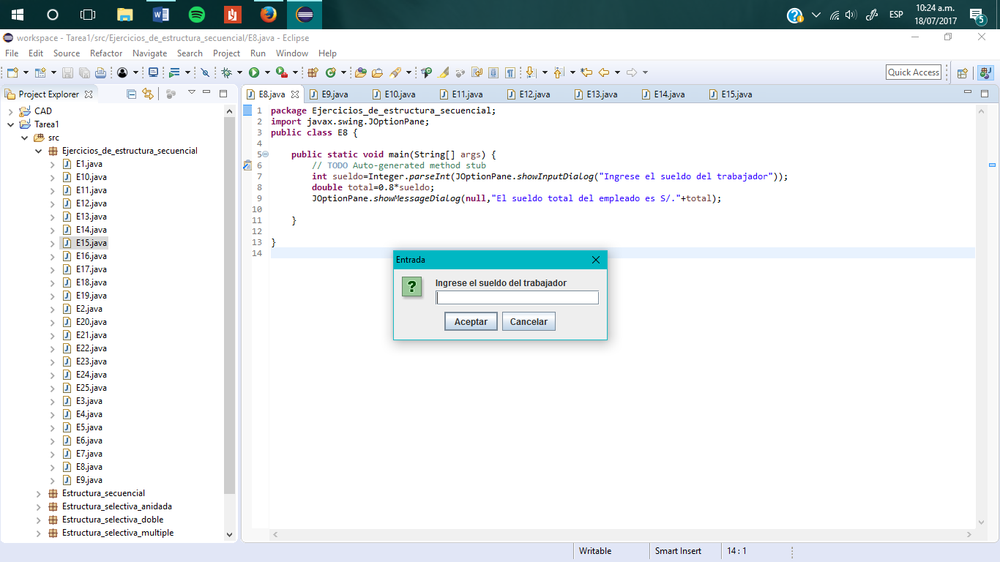 ESP
10:24 a.m.
18/07/2017
5
workspace - Tarea1/src/Ejercicios_de_estructura_secuencial/E8.java - Eclipse
File Edit Source Refactor Navigate Search Project Run Window Help
Quick Access
Project Explorer
CAD
Tarea1
src
Ejercicios_de_estructura_secuencial
E1.java
E10.java
E11.java
E12.java
E13.java
E14.java
E15.java
E16.java
E17.java
E18.java
E19.java
E2.java
E20.java
E21.java
E22.java
E23.java
E24.java
E25.java
E3.java
E4.java
E5.java
E6.java
E7.java
E8.java
E9.java
Estructura_secuencial
Estructura_selectiva_anidada
Estructura_selectiva_doble
Estructura_selectiva_multiple
E8.java E9.java E10.java E11.java E12.java E13.java E14.java E15.java
1 package Ejercicios_de_estructura_secuencial;
2 import javax.swing.JOptionPane;
3 public class E8 {
4
5 public static void main(String[] args) {
6 // TODO Auto-generated method stub
7 int sueldo=Integer.parseInt(JOptionPane.showInputDialog("Ingrese el sueldo del trabajador"));
8 double total=0.8*sueldo;
9 JOptionPane.showMessageDialog(null,"El sueldo total del empleado es S/."+total);
10
11 }
12
13 }
14
Entrada
Ingrese el sueldo del trabajador
Aceptar Cancelar
Writable Smart Insert 14 : 1